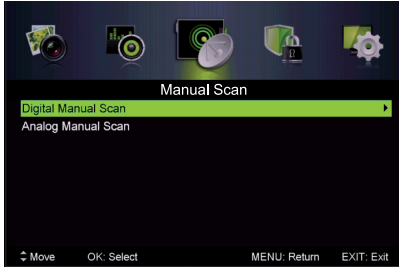 Manual Scan
Digital Manual Scan
Analog Manual Scan
Move OK: Select MENU: Return EXIT: Exit